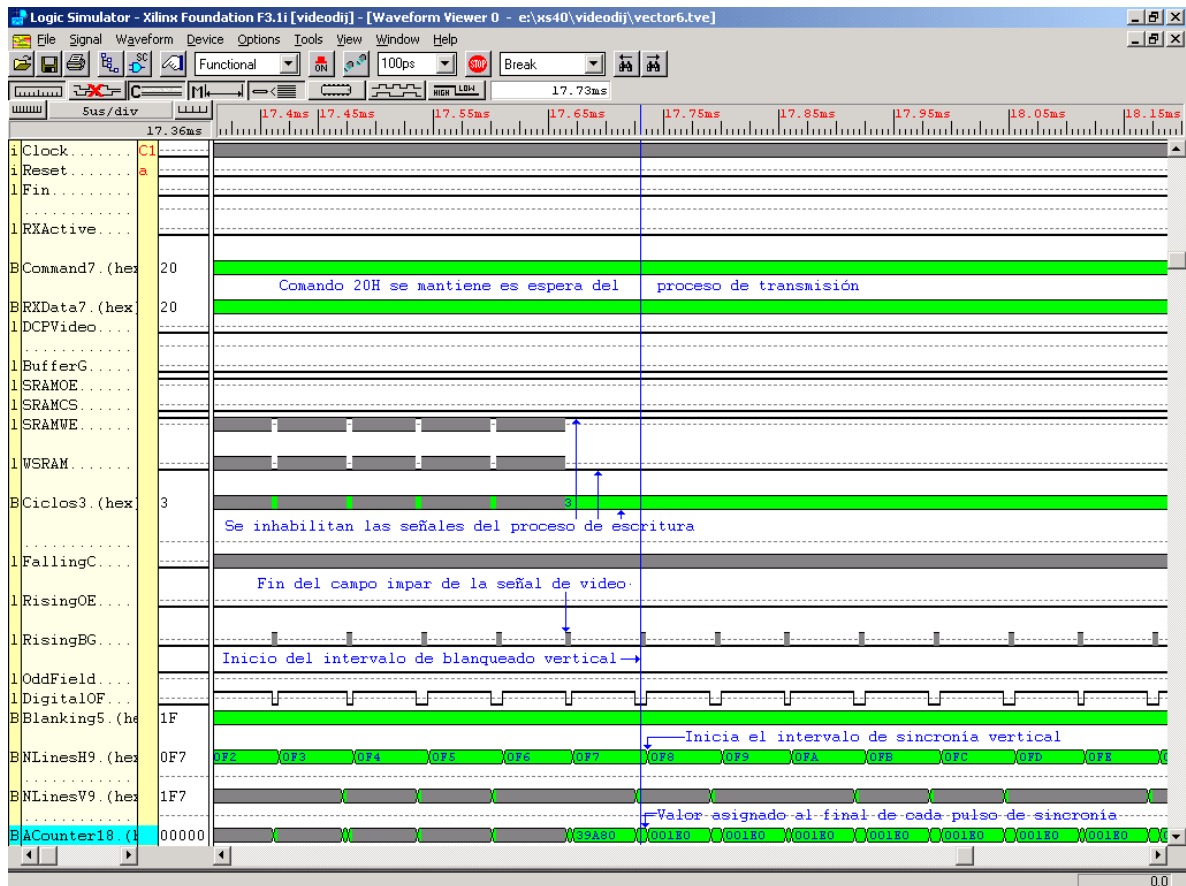 Logic Simulator - Xilinx Foundation F3.1i [videodij] - [Waveform Viewer 0 - e:\xs40\videodij\vector6.tve]
File Signal Waveform Device Options Tools View Window Help
SC Functional ON 100ps STOP Break
C HIGH LOW 17.73ms
5us/div 17.4ms 17.45ms 17.55ms 17.65ms 17.75ms 17.85ms 17.95ms 18.05ms 18.15ms
17.36ms
i Clock....... C1
i Reset....... a
l Fin.........
............
l RXActive....
B Command7.(hex 20
Comando 20H se mantiene es espera del proceso de transmisión
B RXData7.(hex) 20
l DCPVideo....
............
l BufferG.....
l SRAMOE......
l SRAMCS......
l SRAMWE......
l WSRAM.......
B Ciclos3.(hex) 3 3
Se inhabilitan las señales del proceso de escritura
............
l FallingC....
Fin del campo impar de la señal de video
l RisingOE....
l RisingBG....
Inicio del intervalo de blanqueado vertical
l OddField....
l DigitalOF...
B Blanking5.(he 1F
Inicia el intervalo de sincronía vertical
B NLinesH9.(hex 0F7 0F2 0F3 0F4 0F5 0F6 0F7 0F8 0F9 0FA 0FB 0FC 0FD 0FE
............
B NLinesV9.(hex 1F7
............
Valor asignado al final de cada pulso de sincronía
B ACounter18.(h 00000 39A80 001E0 001E0 001E0 001E0 001E0 001E0 001E0
0.0